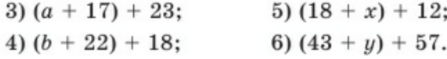 3) (a + 17) + 23; 5) (18 + x) + 12;
4) (b + 22) + 18; 6) (43 + y) + 57.